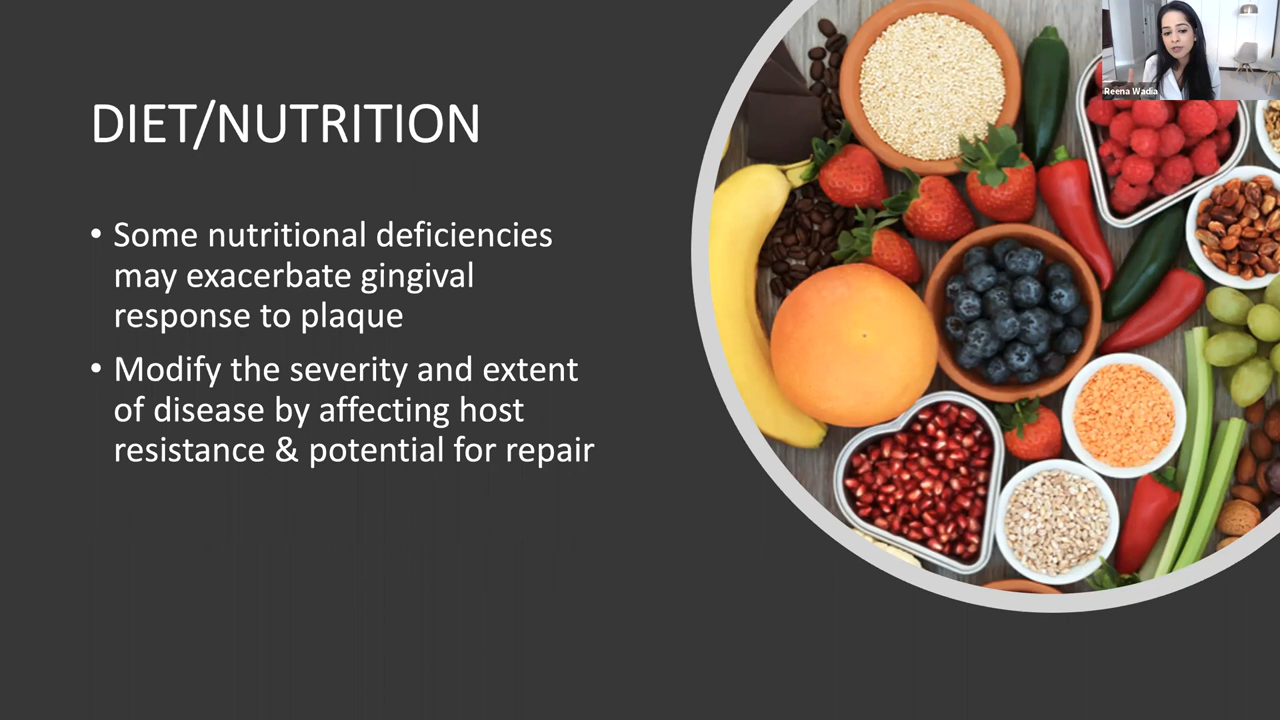 DIET/NUTRITION
• Some nutritional deficiencies
may exacerbate gingival
response to plaque
• Modify the severity and extent
of disease by affecting host
resistance & potential for repair
Reena Wadia